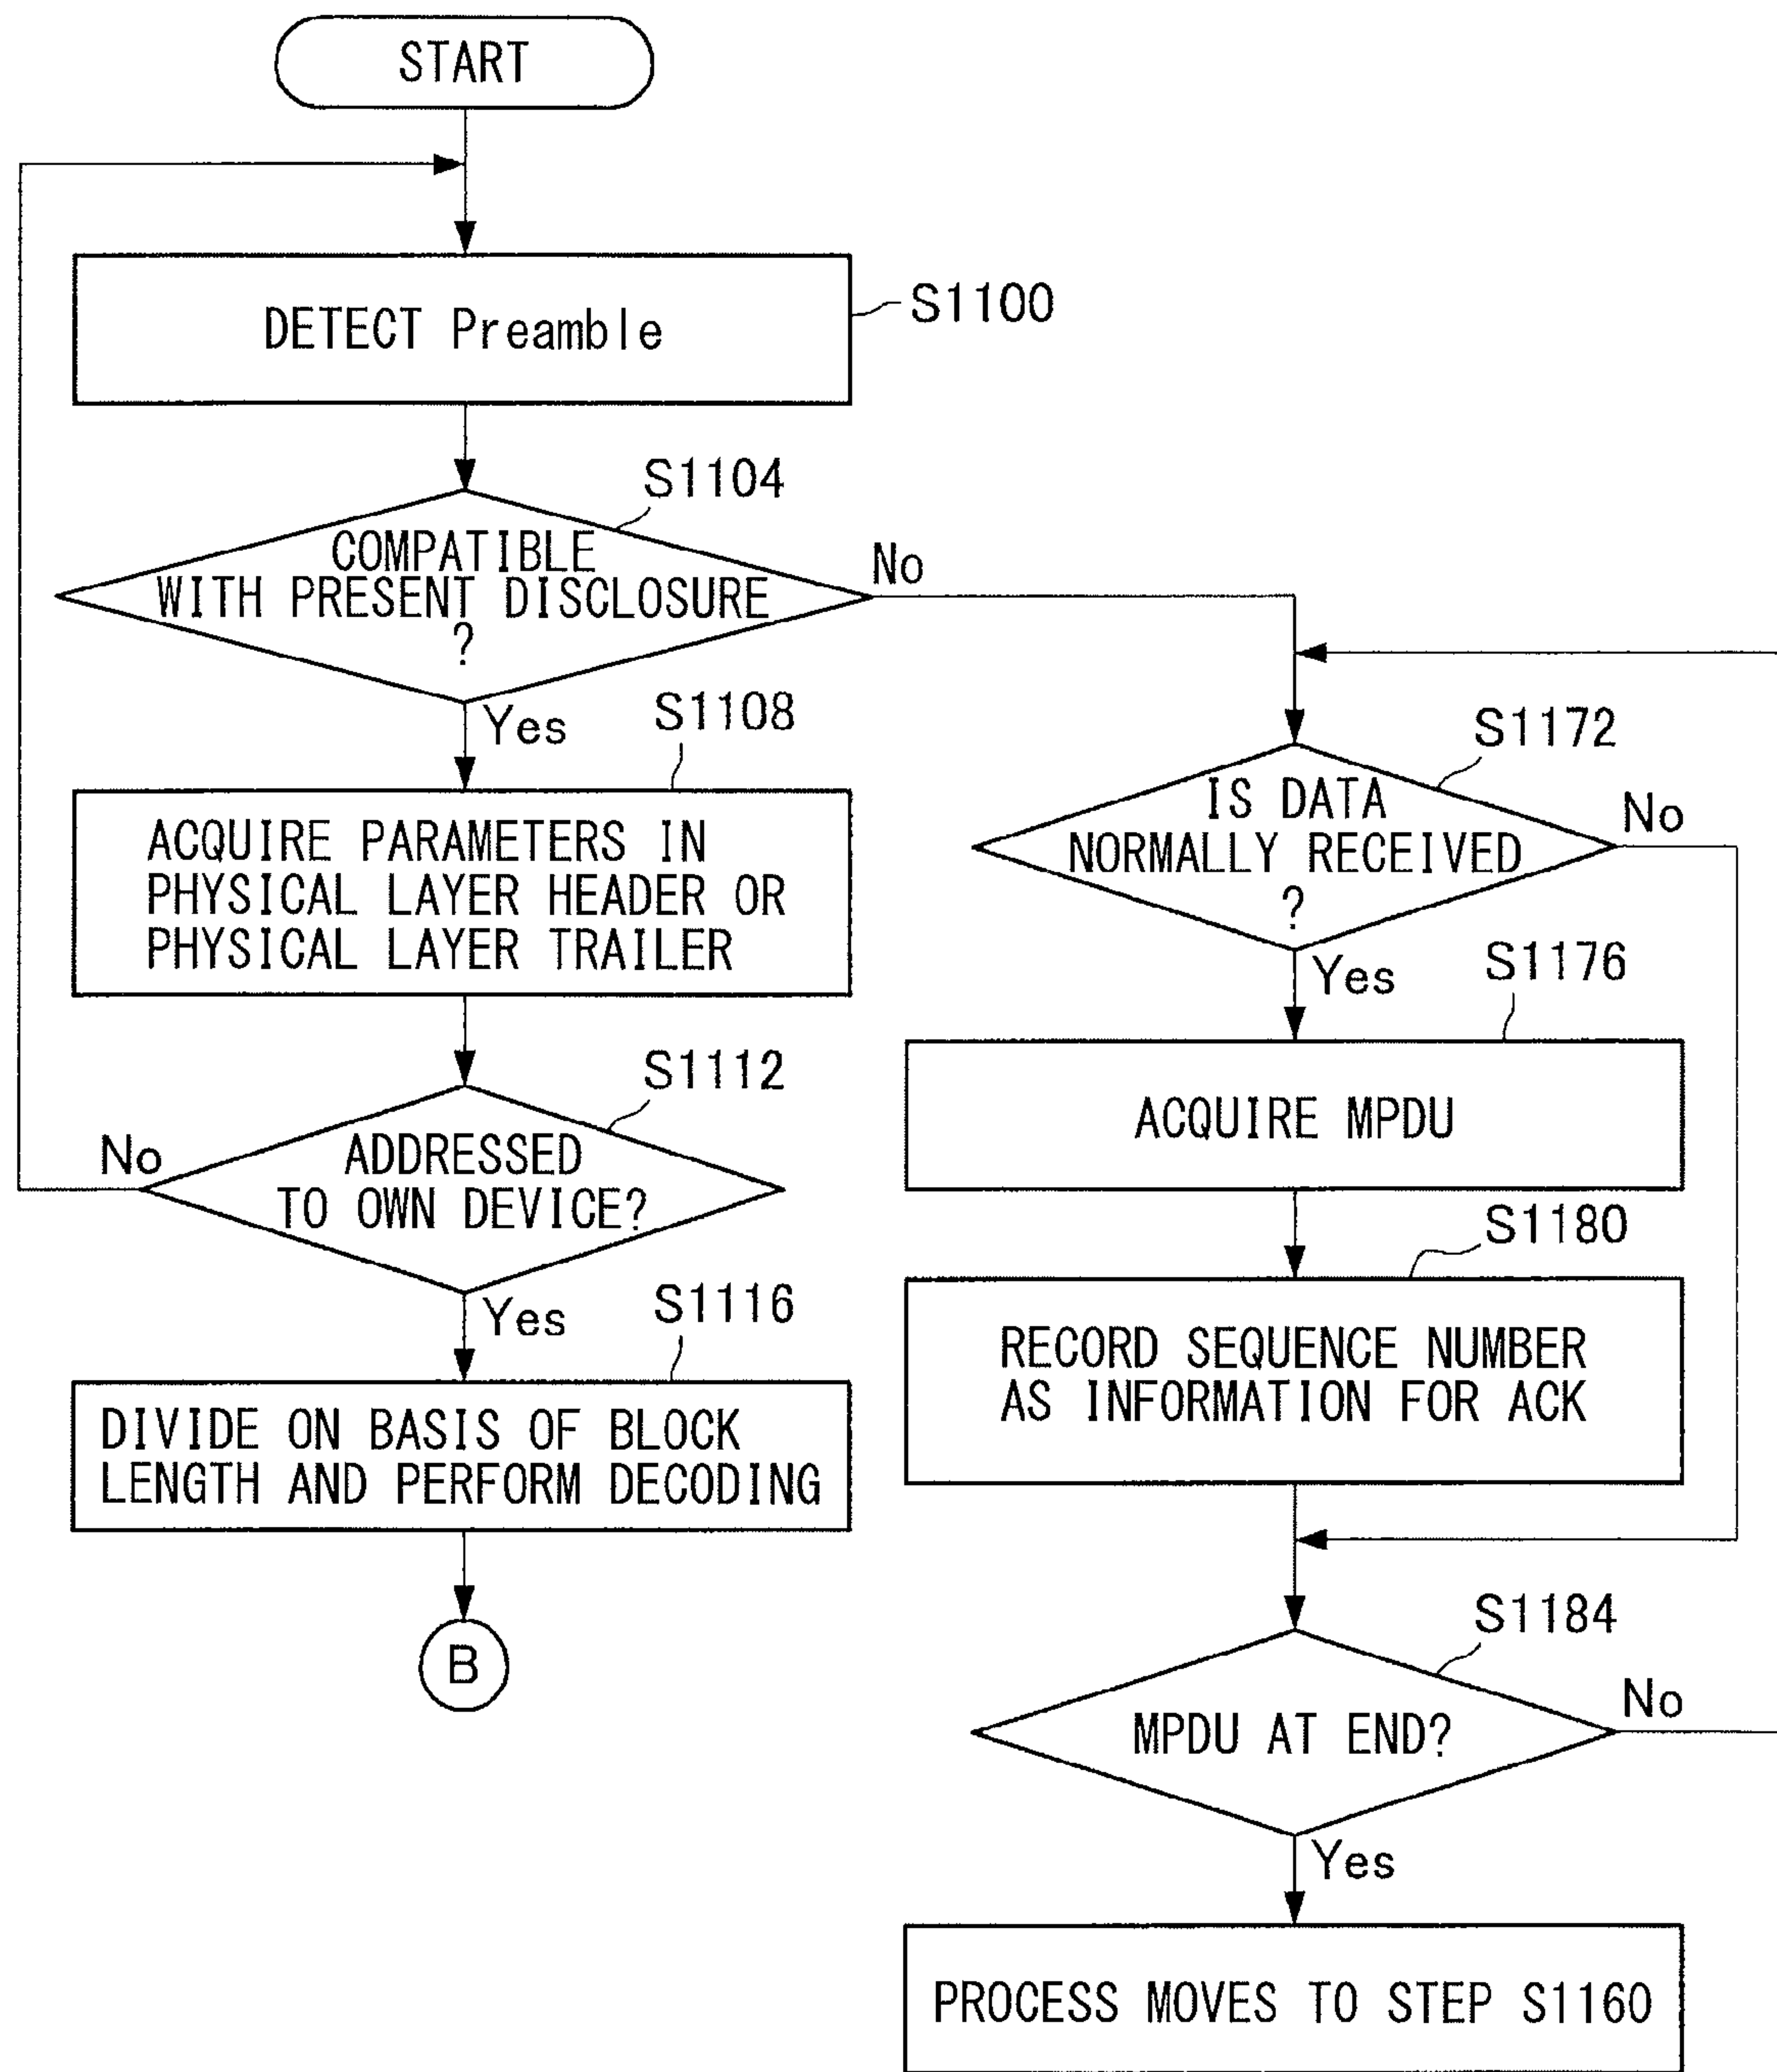 START
DETECT Preamble
S1100
S1104
COMPATIBLE
WITH PRESENT DISCLOSURE
?
No
Yes
S1108
ACQUIRE PARAMETERS IN
PHYSICAL LAYER HEADER OR
PHYSICAL LAYER TRAILER
S1112
No
ADDRESSED
TO OWN DEVICE?
Yes
S1116
DIVIDE ON BASIS OF BLOCK
LENGTH AND PERFORM DECODING
B
S1172
IS DATA
NORMALLY RECEIVED
?
No
Yes
S1176
ACQUIRE MPDU
S1180
RECORD SEQUENCE NUMBER
AS INFORMATION FOR ACK
S1184
MPDU AT END?
No
Yes
PROCESS MOVES TO STEP S1160